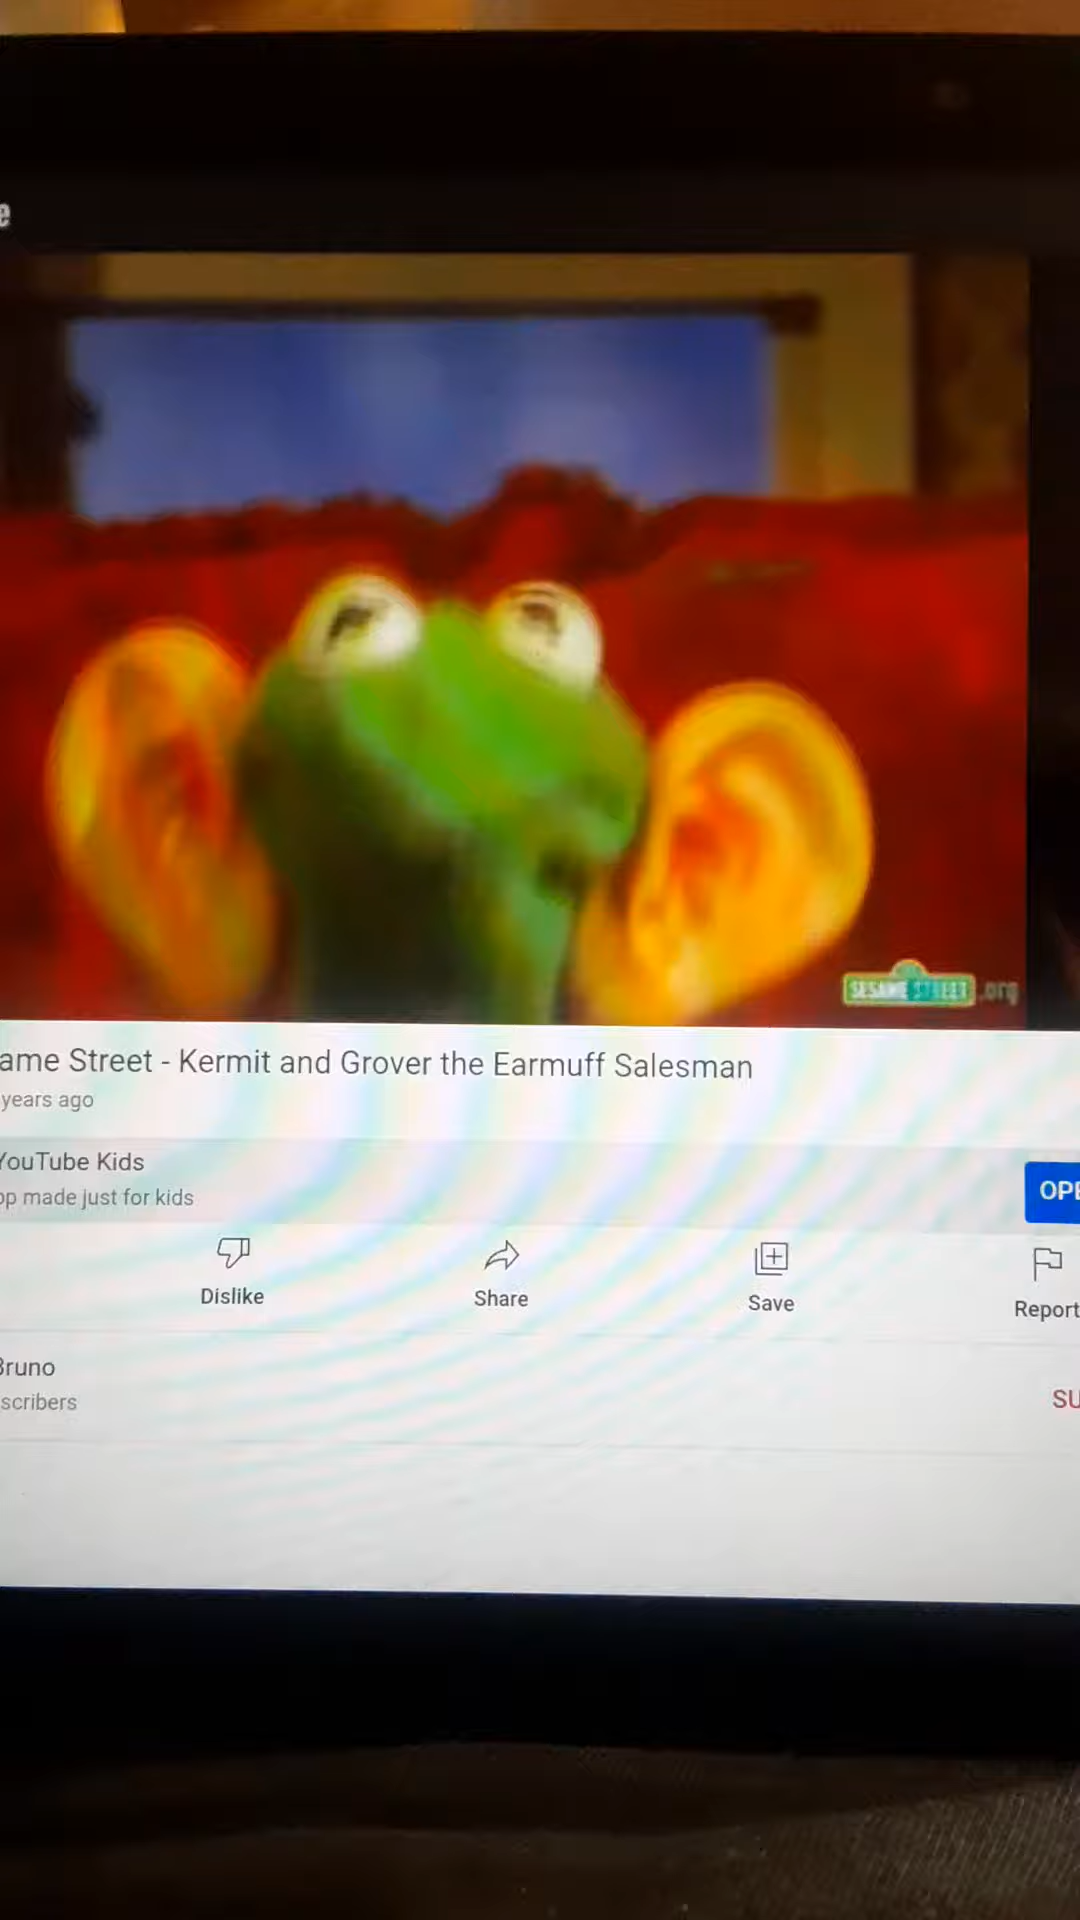 e
SESAME STREET .org
ame Street - Kermit and Grover the Earmuff Salesman
years ago
YouTube Kids
pp made just for kids
OPE
Dislike
Share
Save
Report
Bruno
scribers
SU